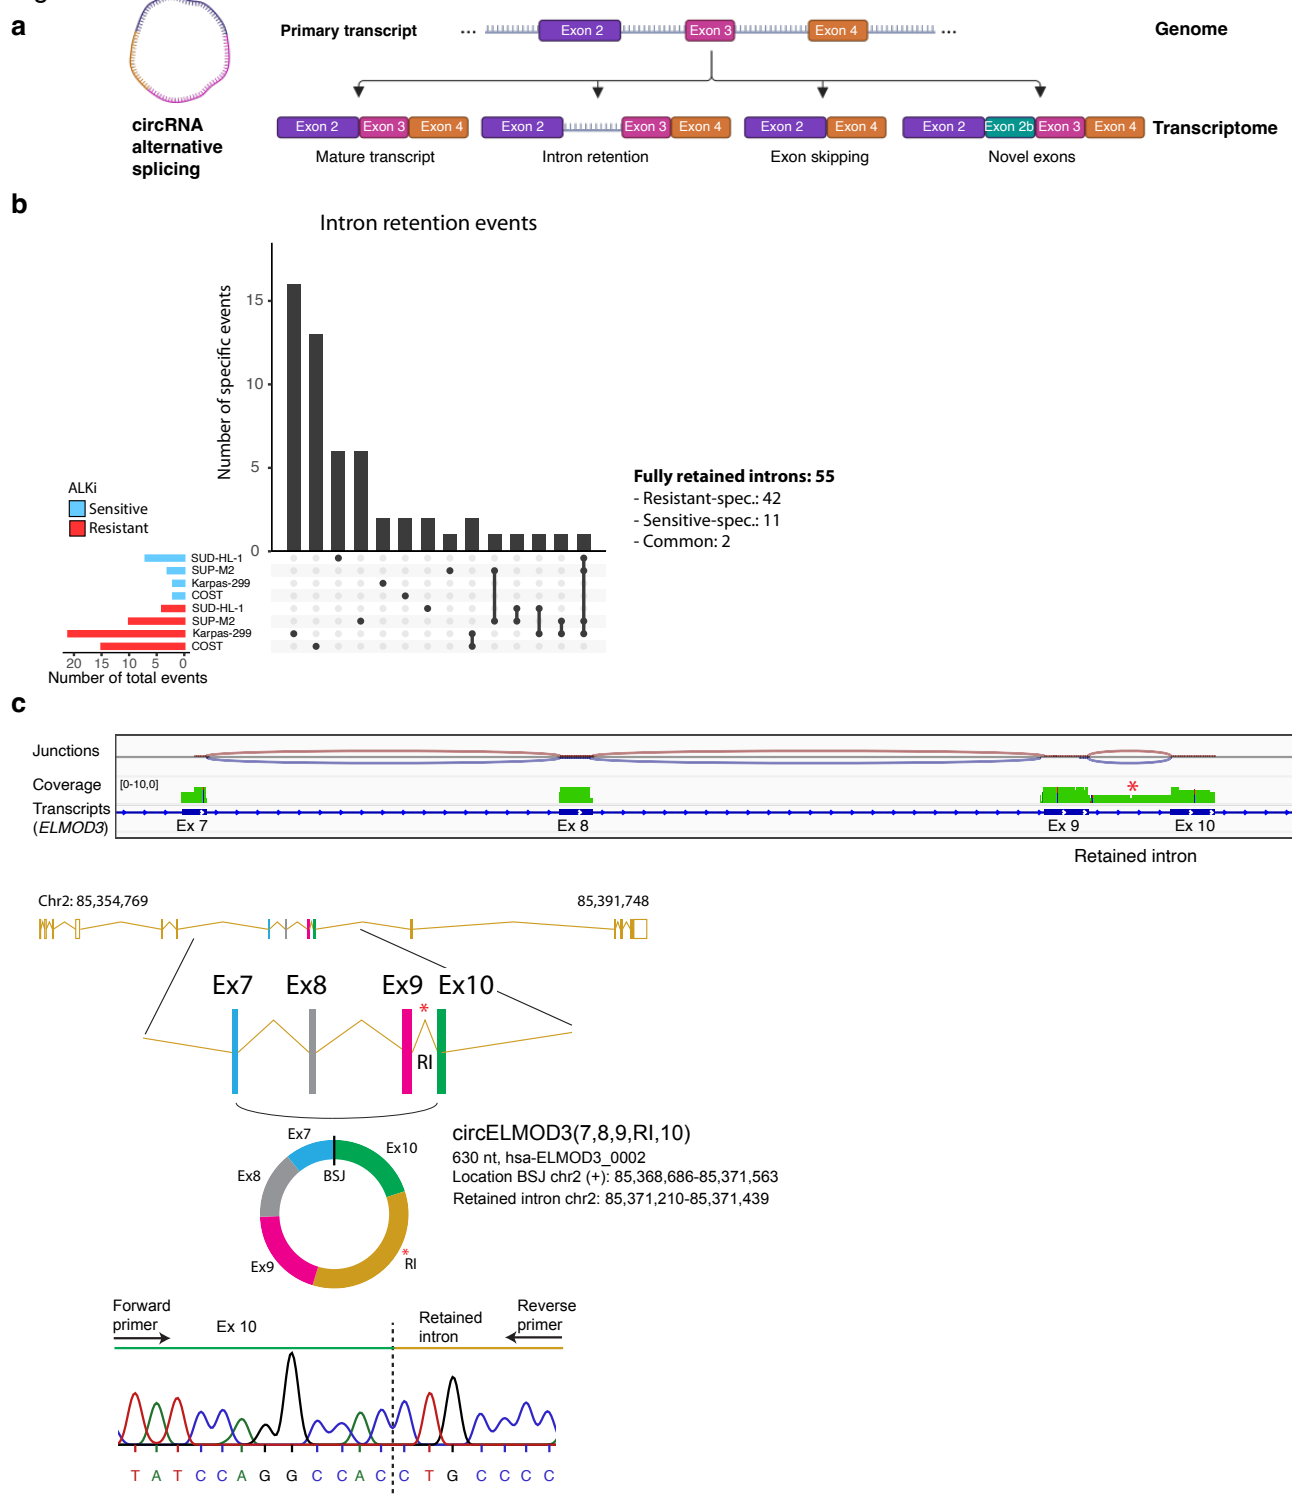 a
Primary transcript
...
Exon 2
Exon 3
Exon 4
...
Genome
circRNA
alternative
splicing
Exon 2
Exon 3
Exon 4
Exon 2
Exon 3
Exon 4
Exon 2
Exon 4
Exon 2
Exon 2b
Exon 3
Exon 4
Transcriptome
Mature transcript
Intron retention
Exon skipping
Novel exons
b
Intron retention events
Number of specific events
15
10
5
0
Fully retained introns: 55
- Resistant-spec.: 42
- Sensitive-spec.: 11
- Common: 2
ALKi
Sensitive
Resistant
SUD-HL-1
SUP-M2
Karpas-299
COST
SUD-HL-1
SUP-M2
Karpas-299
COST
20 15 10 5 0
Number of total events
c
Junctions
Coverage
[0-10,0]
*
Transcripts
(ELMOD3)
Ex 7
Ex 8
Ex 9
Ex 10
Retained intron
Chr2: 85,354,769
85,391,748
Ex7
Ex8
Ex9
Ex10
*
RI
circELMOD3(7,8,9,RI,10)
630 nt, hsa-ELMOD3_0002
Location BSJ chr2 (+): 85,368,686-85,371,563
Retained intron chr2: 85,371,210-85,371,439
Ex7
Ex10
BSJ
Ex8
Ex9
*
RI
Forward
primer
Ex 10
Retained
intron
Reverse
primer
T A T C C A G G C C A C C T G C C C C